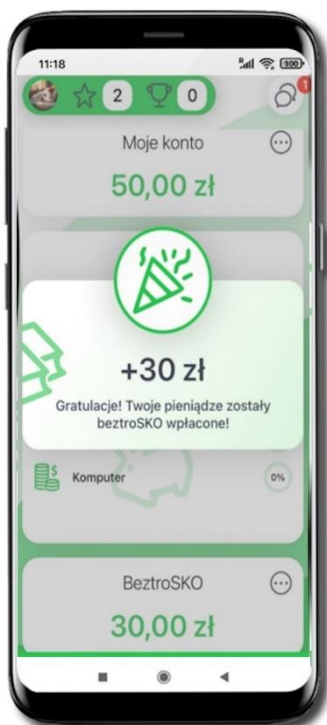 11:18
100
2
0
1
Moje konto
50,00 zł
+30 zł
Gratulacje! Twoje pieniądze zostały
beztroSKO wpłacone!
Komputer
0%
BeztroSKO
30,00 zł